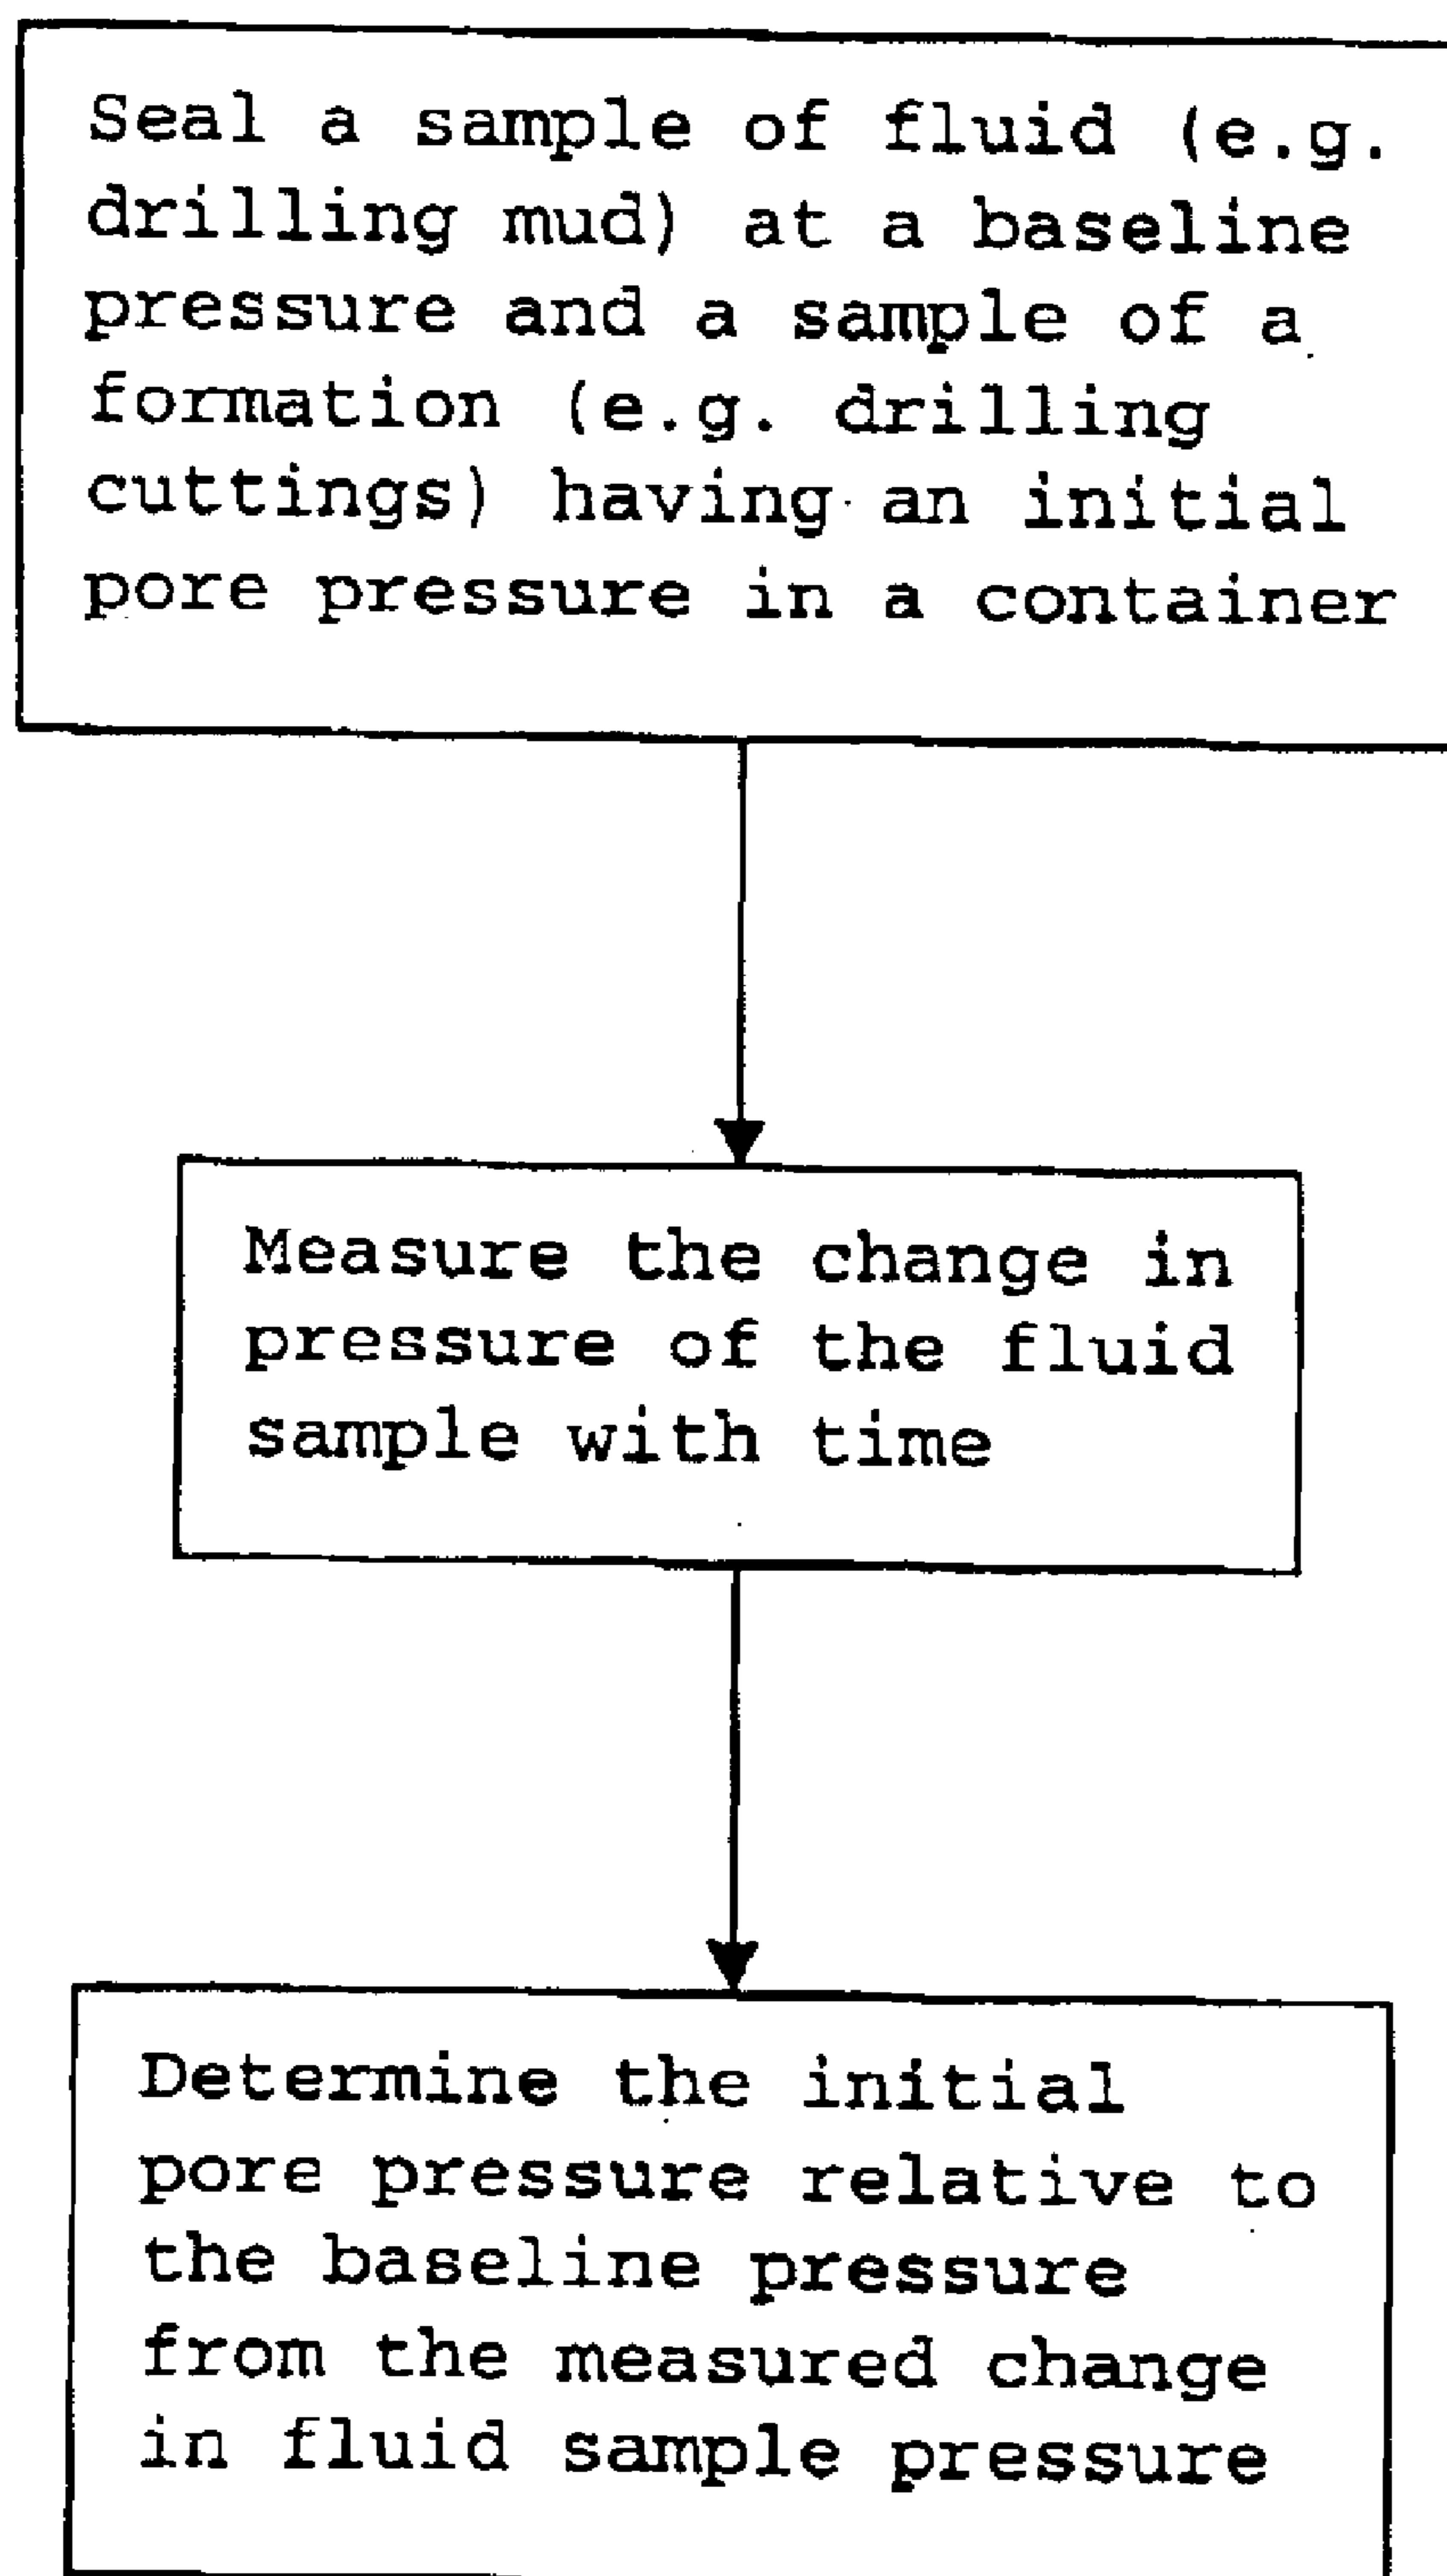 Seal a sample of fluid (e.g.
drilling mud) at a baseline
pressure and a sample of a
formation (e.g. drilling
cuttings) having an initial
pore pressure in a container
Measure the change in
pressure of the fluid
sample with time
Determine the initial
pore pressure relative to
the baseline pressure
from the measured change
in fluid sample pressure